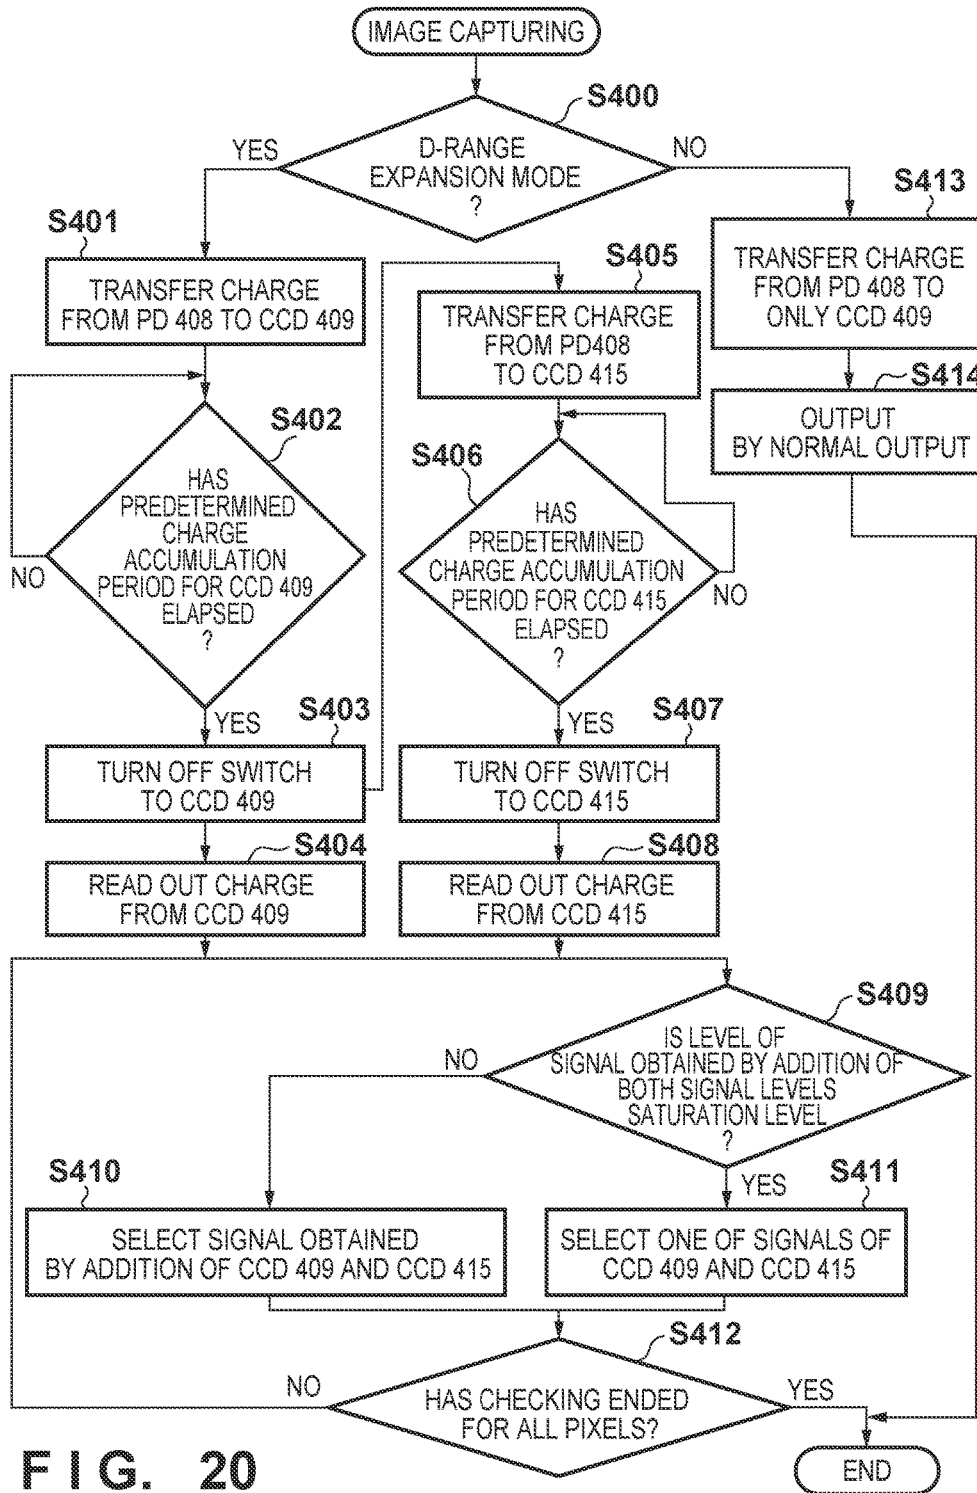 IMAGE CAPTURING
S400
D-RANGE
EXPANSION MODE
?
YES
NO
S401
TRANSFER CHARGE
FROM PD 408 TO CCD 409
S402
HAS
PREDETERMINED
CHARGE
ACCUMULATION
PERIOD FOR CCD 409
ELAPSED
?
NO
YES
S403
TURN OFF SWITCH
TO CCD 409
S404
READ OUT CHARGE
FROM CCD 409
S405
TRANSFER CHARGE
FROM PD408
TO CCD 415
S406
HAS
PREDETERMINED
CHARGE ACCUMULATION
PERIOD FOR CCD 415
ELAPSED
?
NO
YES
S407
TURN OFF SWITCH
TO CCD 415
S408
READ OUT CHARGE
FROM CCD 415
S413
TRANSFER CHARGE
FROM PD 408 TO
ONLY CCD 409
S414
OUTPUT
BY NORMAL OUTPUT
S409
IS LEVEL OF
SIGNAL OBTAINED BY ADDITION OF
BOTH SIGNAL LEVELS
SATURATION LEVEL
?
NO
YES
S410
SELECT SIGNAL OBTAINED
BY ADDITION OF CCD 409 AND CCD 415
S411
SELECT ONE OF SIGNALS OF
CCD 409 AND CCD 415
S412
HAS CHECKING ENDED
FOR ALL PIXELS?
NO
YES
END
FIG. 20